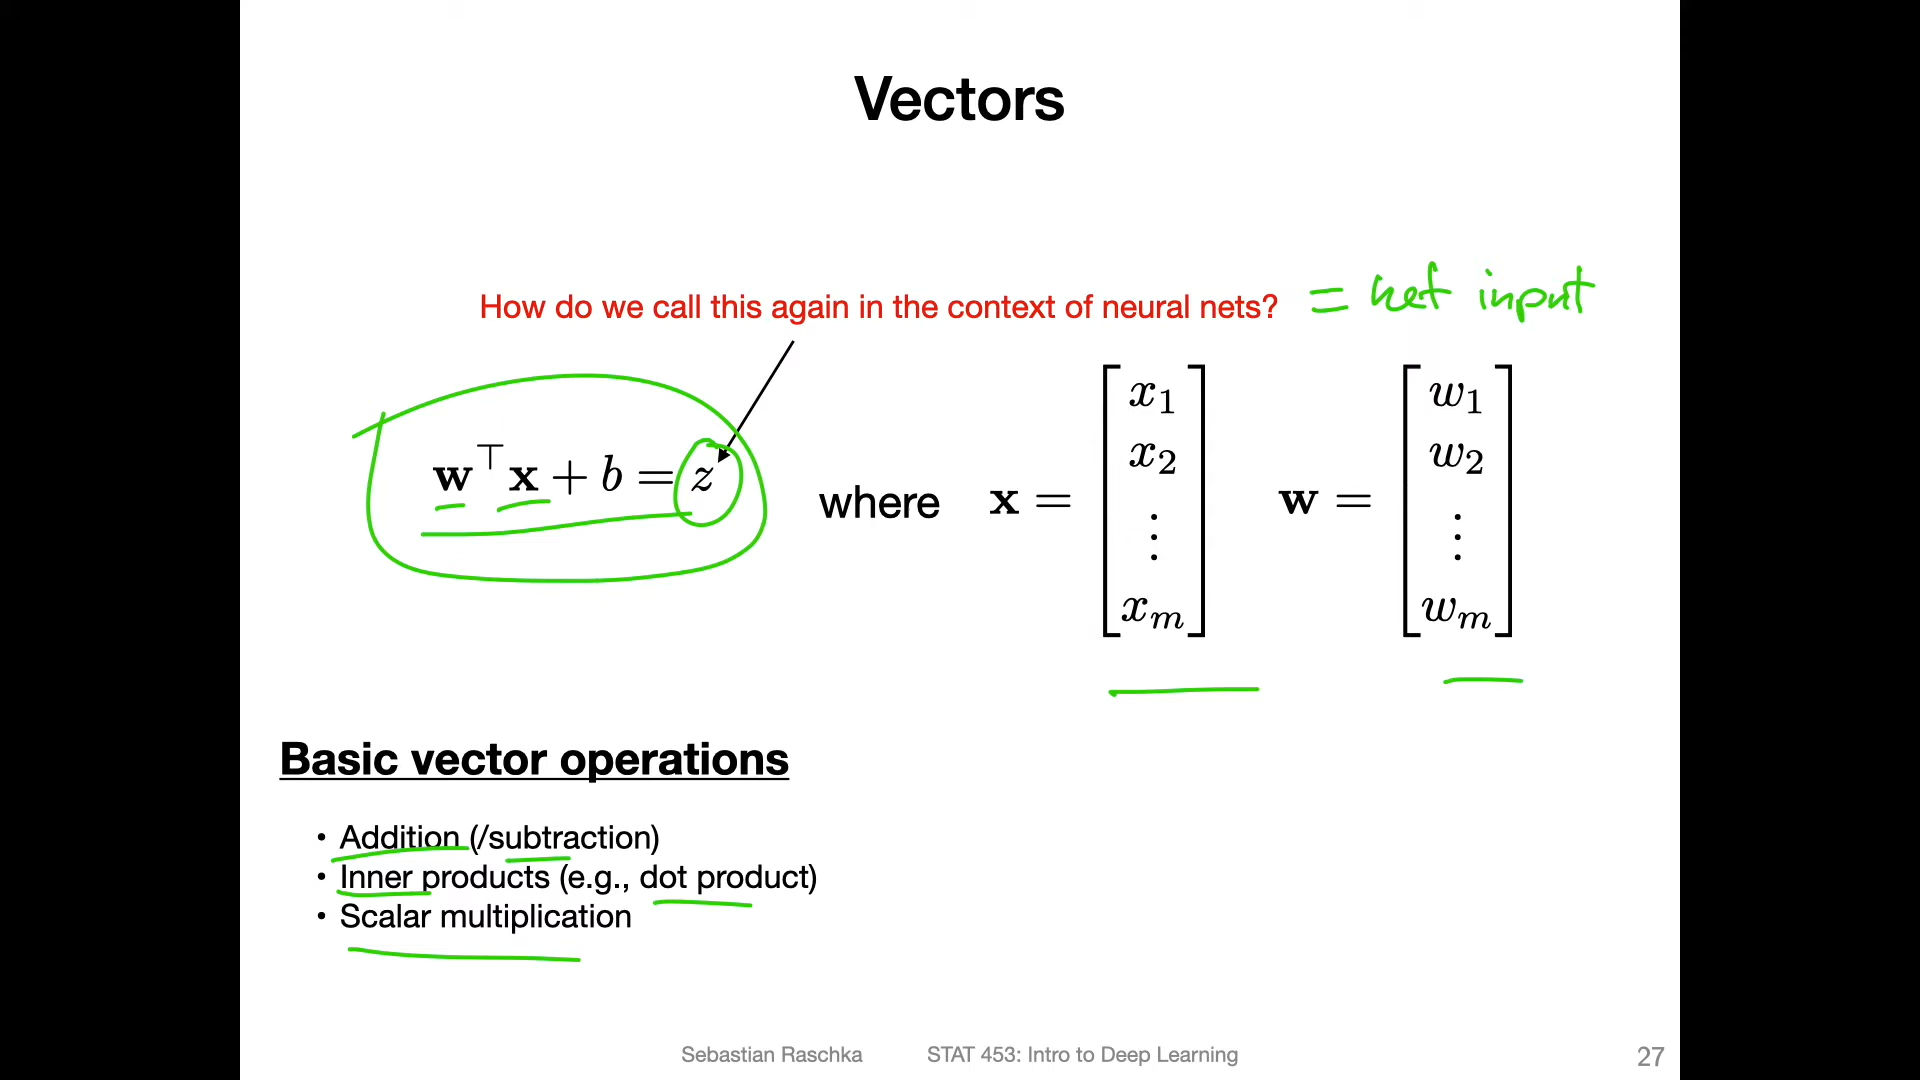 Vectors
How do we call this again in the context of neural nets? = net input
w⊤x + b = z where x = [x1 x2 ⋮ xm] w = [w1 w2 ⋮ wm]
Basic vector operations
• Addition (/subtraction)
• Inner products (e.g., dot product)
• Scalar multiplication
Sebastian Raschka STAT 453: Intro to Deep Learning 27